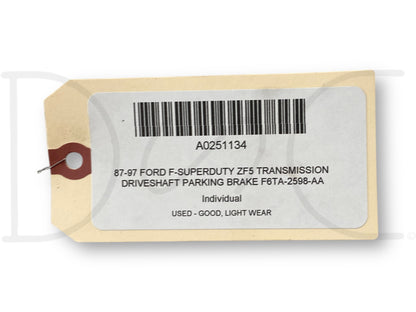 A0251134
87-97 FORD F-SUPERDUTY ZF5 TRANSMISSION
DRIVESHAFT PARKING BRAKE F6TA-2598-AA
Individual
USED - GOOD, LIGHT WEAR